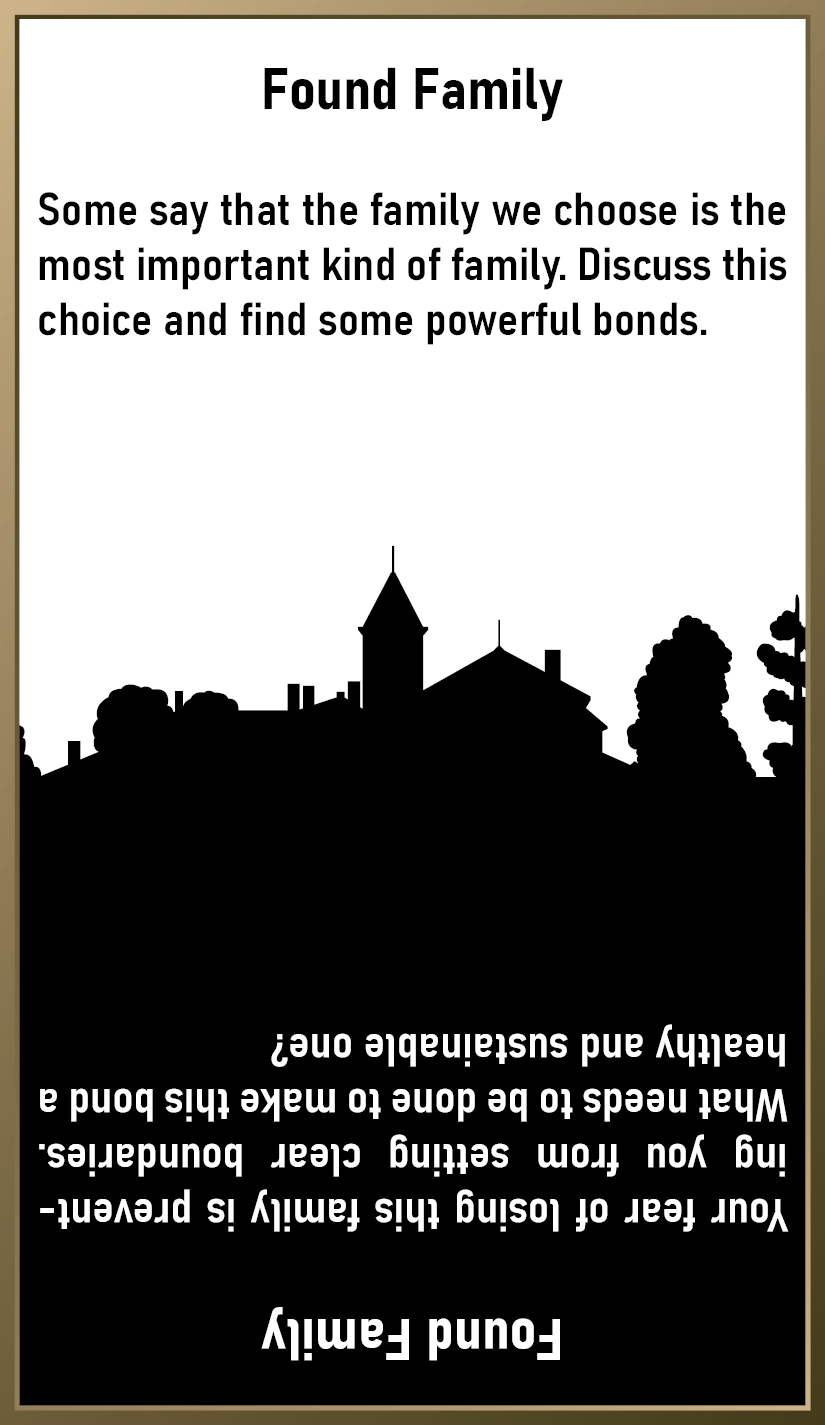 Found Family
Some say that the family we choose is the
most important kind of family. Discuss this
choice and find some powerful bonds.
Found Family
Your fear of losing this family is prevent-
ing you from setting clear boundaries.
What needs to be done to make this bond a
healthy and sustainable one?